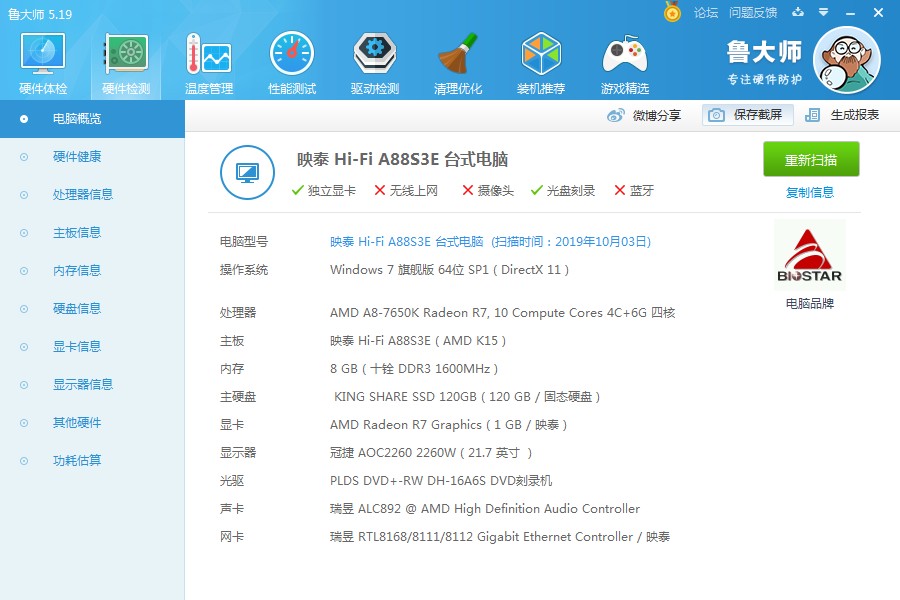 鲁大师 5.19
论坛 问题反馈
硬件体检 硬件检测 温度管理 性能测试 驱动检测 清理优化 装机推荐 游戏精选
鲁大师
专注硬件防护
微博分享 保存截屏 生成报表
电脑概览
硬件健康
处理器信息
主板信息
内存信息
硬盘信息
显卡信息
显示器信息
其他硬件
功耗估算
映泰 Hi-Fi A88S3E 台式电脑
独立显卡 无线上网 摄像头 光盘刻录 蓝牙
重新扫描
复制信息
电脑型号 映泰 Hi-Fi A88S3E 台式电脑 (扫描时间：2019年10月03日)
操作系统 Windows 7 旗舰版 64位 SP1 ( DirectX 11 )
处理器 AMD A8-7650K Radeon R7, 10 Compute Cores 4C+6G 四核
主板 映泰 Hi-Fi A88S3E ( AMD K15 )
内存 8 GB ( 十铨 DDR3 1600MHz )
主硬盘 KING SHARE SSD 120GB ( 120 GB / 固态硬盘 )
显卡 AMD Radeon R7 Graphics ( 1 GB / 映泰 )
显示器 冠捷 AOC2260 2260W ( 21.7 英寸 )
光驱 PLDS DVD+-RW DH-16A6S DVD刻录机
声卡 瑞昱 ALC892 @ AMD High Definition Audio Controller
网卡 瑞昱 RTL8168/8111/8112 Gigabit Ethernet Controller / 映泰
BIOSTAR
电脑品牌